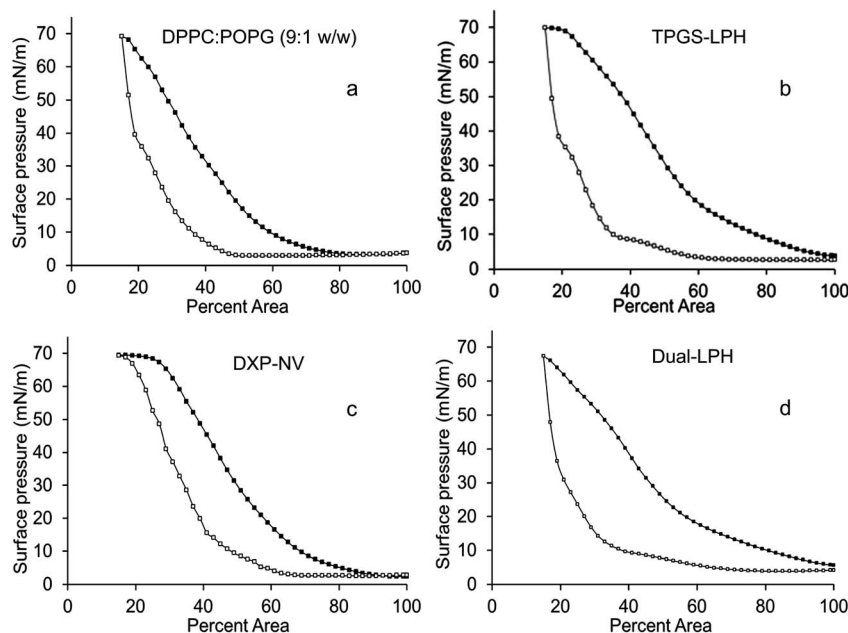 DPPC:POPG (9:1 w/w)
a
Surface pressure (mN/m)
70
60
50
40
30
20
10
0
0 20 40 60 80 100
Percent Area
TPGS-LPH
b
Surface pressure (mN/m)
70
60
50
40
30
20
10
0
0 20 40 60 80 100
Percent Area
DXP-NV
c
Surface pressure (mN/m)
80
70
60
50
40
30
20
10
0
0 20 40 60 80 100
Percent Area
Dual-LPH
d
Surface pressure (mN/m)
70
60
50
40
30
20
10
0
0 20 40 60 80 100
Percent Area